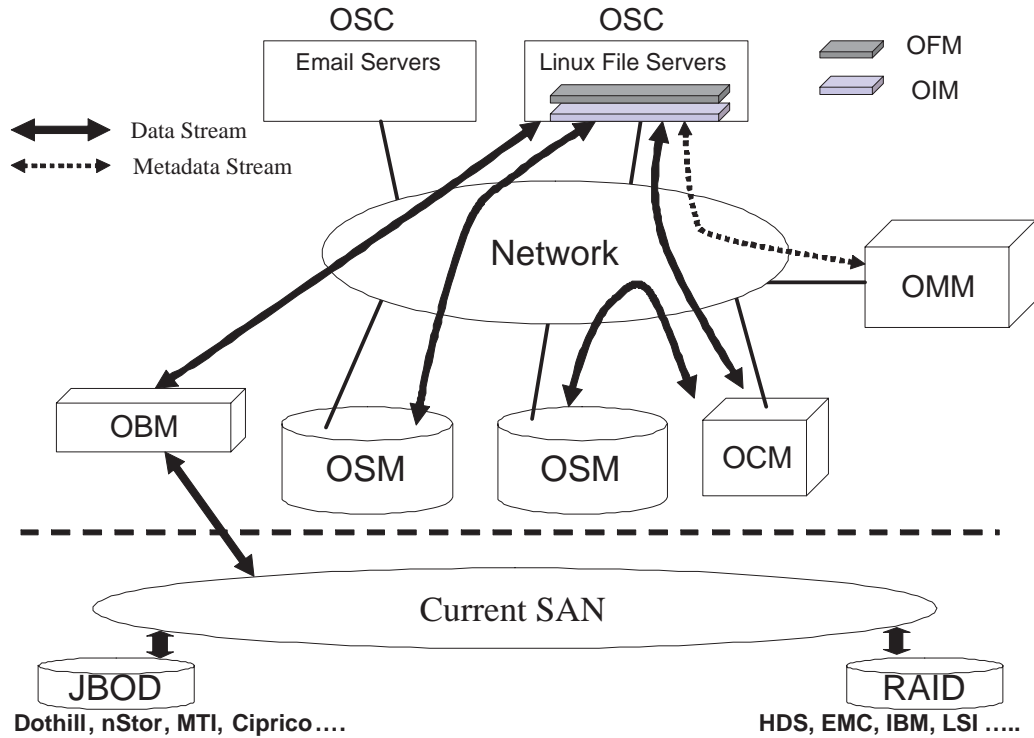 OSC
OSC
Email Servers
Linux File Servers
OFM
OIM
Data Stream
Metadata Stream
Network
OMM
OBM
OSM
OSM
OCM
Current SAN
JBOD
RAID
Dothill, nStor, MTI, Ciprico ....
HDS, EMC, IBM, LSI .....